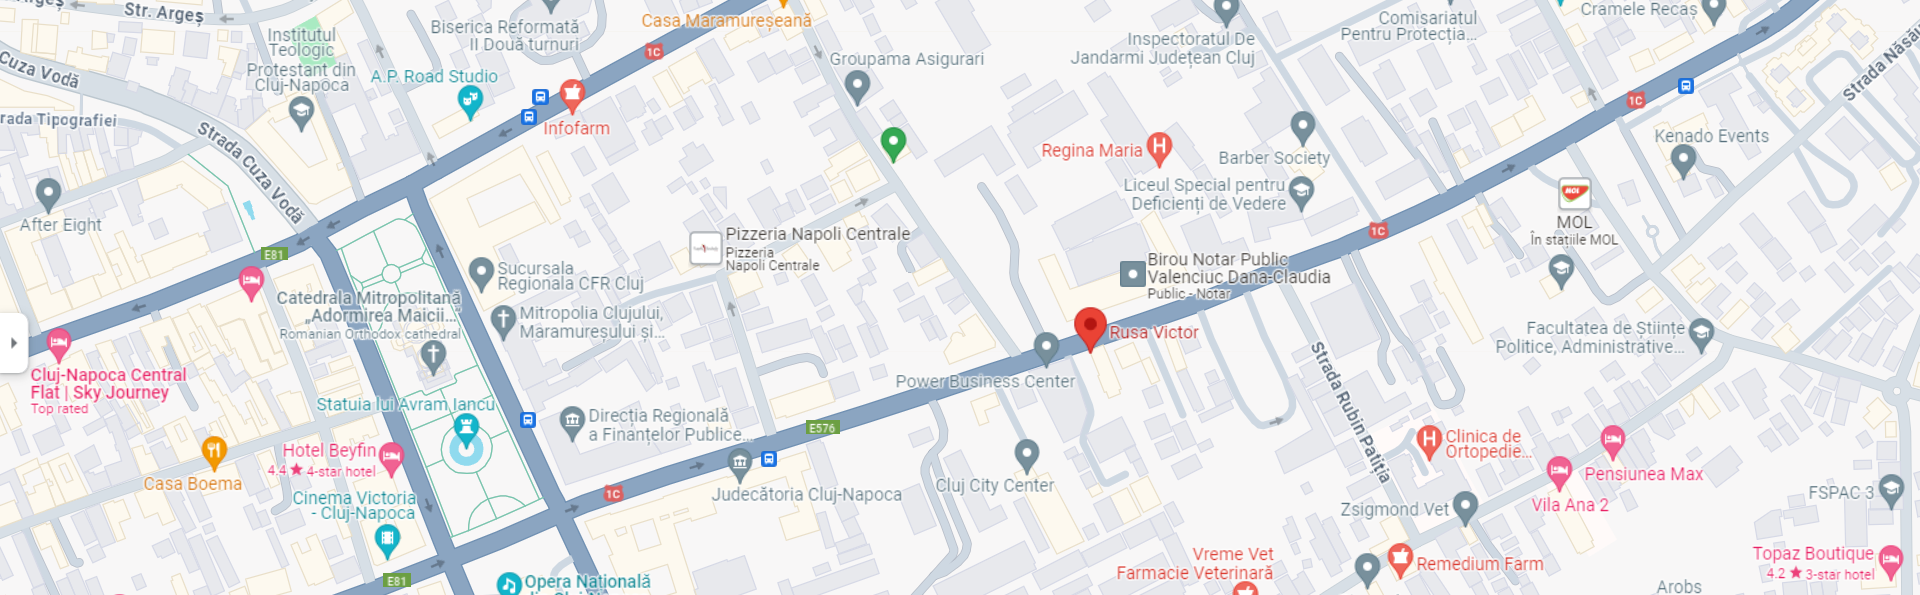 Argeș
Str. Argeș
Institutul
Teologic
Protestant din
Cluj-Napoca
Cuza Vodă
rada Tipografiei
Strada Cuza Vodă
After Eight
A.P. Road Studio
Biserica Reformată
II Două turnuri
Casa Maramureșeană
1C
Infofarm
Groupama Asigurari
Inspectoratul De
Jandarmi Județean Cluj
Comisariatul
Pentru Protecția...
Cramele Recaș
Strada Năsău
1C
Kenado Events
Regina Maria
H
Barber Society
Liceul Special pentru
Deficienți de Vedere
MOL
MOL
În stațiile MOL
1C
E81
Pizzeria Napoli Centrale
Pizzeria
Napoli Centrale
Sucursala
Regionala CFR Cluj
Birou Notar Public
Valenciuc Dana-Claudia
Public - Notar
Catedrala Mitropolitană
„Adormirea Maicii...
Romanian Orthodox cathedral
Mitropolia Clujului,
Maramureșului și...
Rusa Victor
Facultatea de Științe
Politice, Administrative...
Cluj-Napoca Central
Flat | Sky Journey
Top rated
Power Business Center
Strada Rubin Patiția
Statuia lui Avram Iancu
Direcția Regională
a Finanțelor Publice...
E576
Hotel Beyfin
4.4 ★ 4-star hotel
H
Clinica de
Ortopedie...
Casa Boema
Pensiunea Max
Judecătoria Cluj-Napoca
Cluj City Center
1C
Cinema Victoria
- Cluj-Napoca
Zsigmond Vet
Vila Ana 2
FSPAC 3
Vreme Vet
Farmacie Veterinară
Remedium Farm
Topaz Boutique
4.2 ★ 3-star hotel
E81
Opera Națională
Arobs